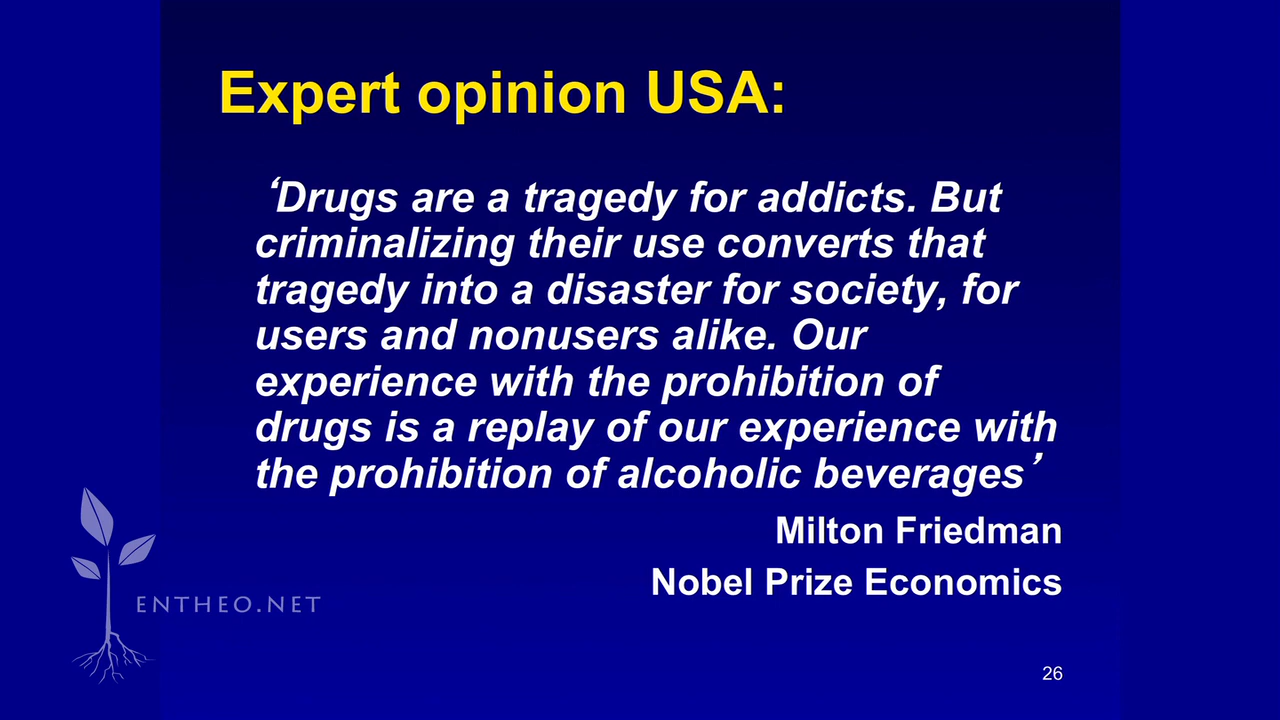 Expert opinion USA:
‘Drugs are a tragedy for addicts. But
criminalizing their use converts that
tragedy into a disaster for society, for
users and nonusers alike. Our
experience with the prohibition of
drugs is a replay of our experience with
the prohibition of alcoholic beverages’
Milton Friedman
Nobel Prize Economics
ENTHEO.NET
26